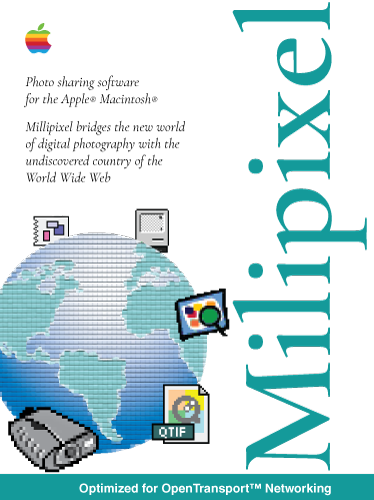 Photo sharing software
for the Apple® Macintosh®
Millipixel bridges the new world
of digital photography with the
undiscovered country of the
World Wide Web
Millipixel
QTIF
Optimized for OpenTransport™ Networking